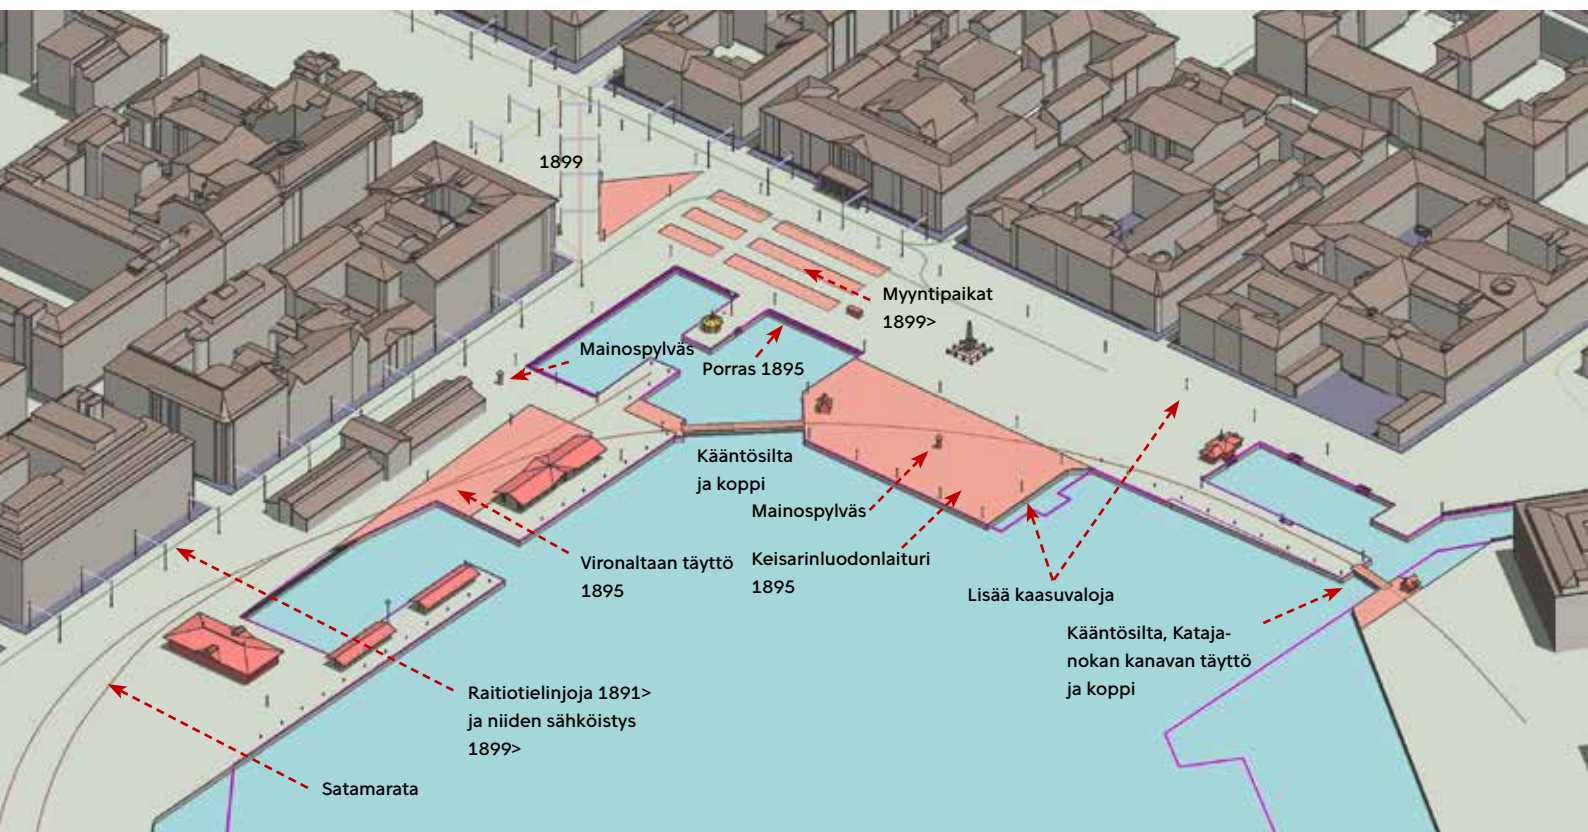 1899
Myyntipaikat
1899>
Mainospylväs
Porras 1895
Kääntösilta
ja koppi
Mainospylväs
Vironaltaan täyttö
1895
Keisarinluodonlaituri
1895
Lisää kaasuvaloja
Kääntösilta, Kataja-
nokan kanavan täyttö
ja koppi
Raitiotielinjoja 1891>
ja niiden sähköistys
1899>
Satamarata